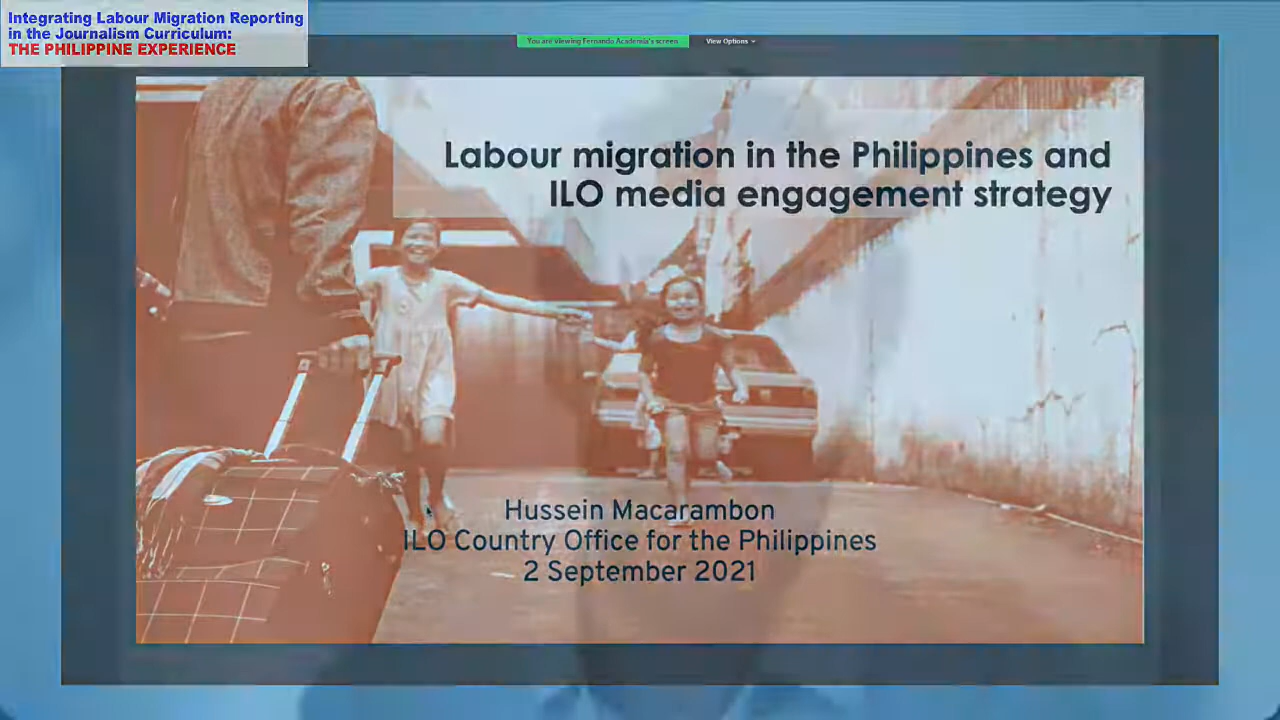 Integrating Labour Migration Reporting
in the Journalism Curriculum:
THE PHILIPPINE EXPERIENCE
You are viewing Fernando Academia's screen
View Options
Labour migration in the Philippines and
ILO media engagement strategy
Hussein Macarambon
ILO Country Office for the Philippines
2 September 2021